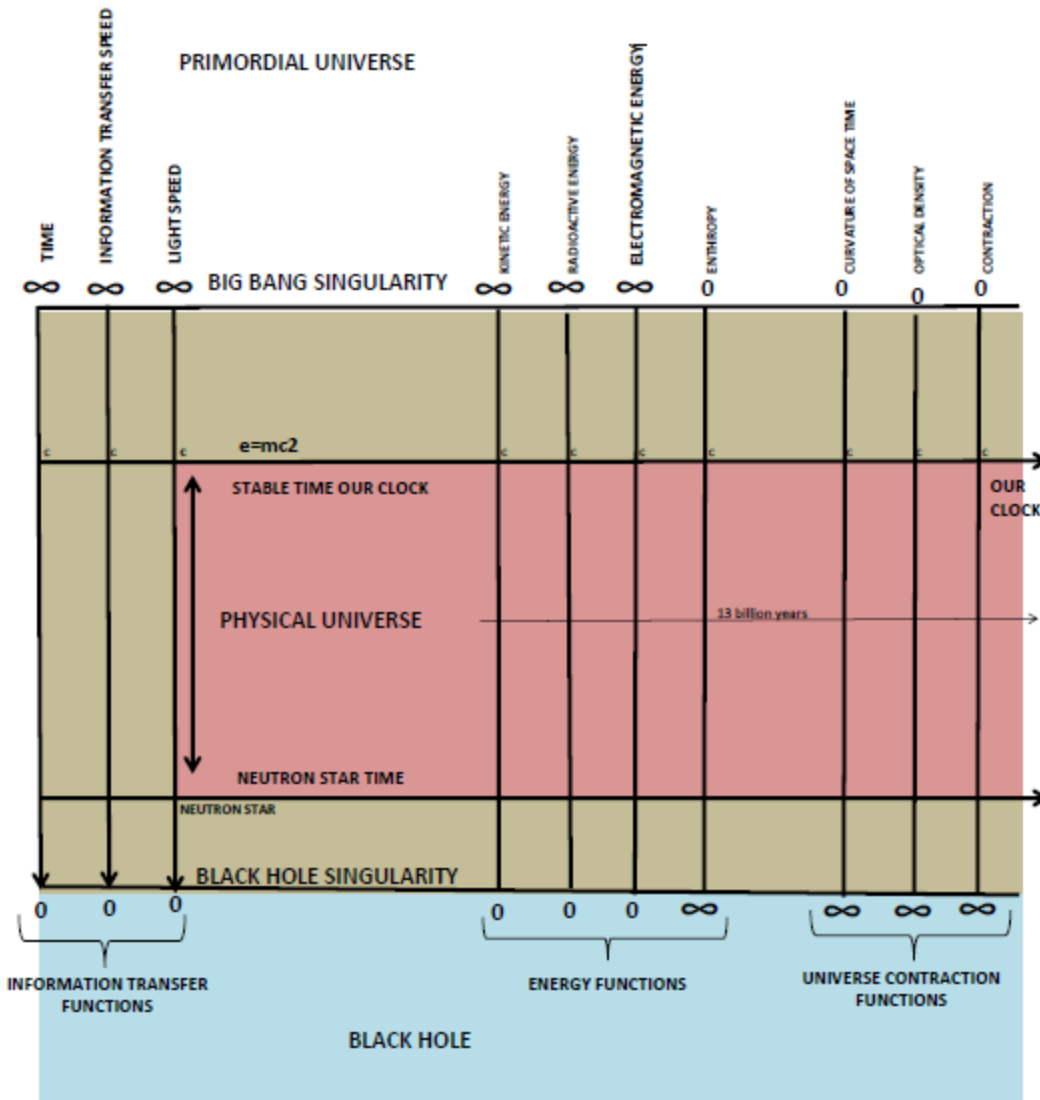 PRIMORDIAL UNIVERSE
TIME
INFORMATION TRANSFER SPEED
LIGHT SPEED
KINETIC ENERGY
RADIOACTIVE ENERGY
ELECTROMAGNETIC ENERGY
ENTHROPY
CURVATURE OF SPACE TIME
OPTICAL DENSITY
CONTRACTION
∞ ∞ ∞ BIG BANG SINGULARITY ∞ ∞ ∞ 0 0 0 0
e=mc2
c c c c c c c c c c
STABLE TIME OUR CLOCK
OUR
CLOCK
PHYSICAL UNIVERSE
13 billion years
NEUTRON STAR TIME
NEUTRON STAR
BLACK HOLE SINGULARITY
0 0 0 0 0 0 ∞ ∞ ∞ ∞
INFORMATION TRANSFER
FUNCTIONS
ENERGY FUNCTIONS
UNIVERSE CONTRACTION
FUNCTIONS
BLACK HOLE